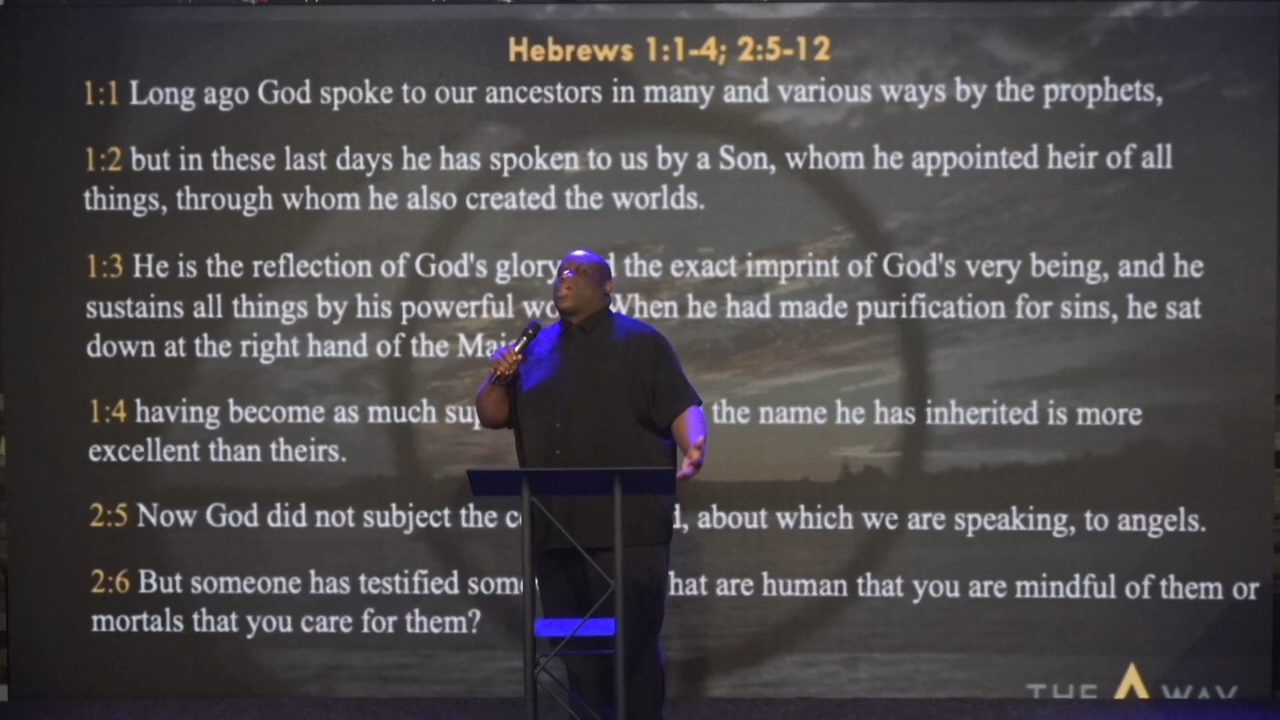 Hebrews 1:1-4; 2:5-12
1:1 Long ago God spoke to our ancestors in many and various ways by the prophets,
1:2 but in these last days he has spoken to us by a Son, whom he appointed heir of all
things, through whom he also created the worlds.
1:3 He is the reflection of God's glory the exact imprint of God's very being, and he
sustains all things by his powerful When he had made purification for sins, he sat
down at the right hand of the
1:4 having become as much the name he has inherited is more
excellent than theirs.
2:5 Now God did not subject the about which we are speaking, to angels.
2:6 But someone has testified are human that you are mindful of them or
mortals that you care for them?
THE WAY